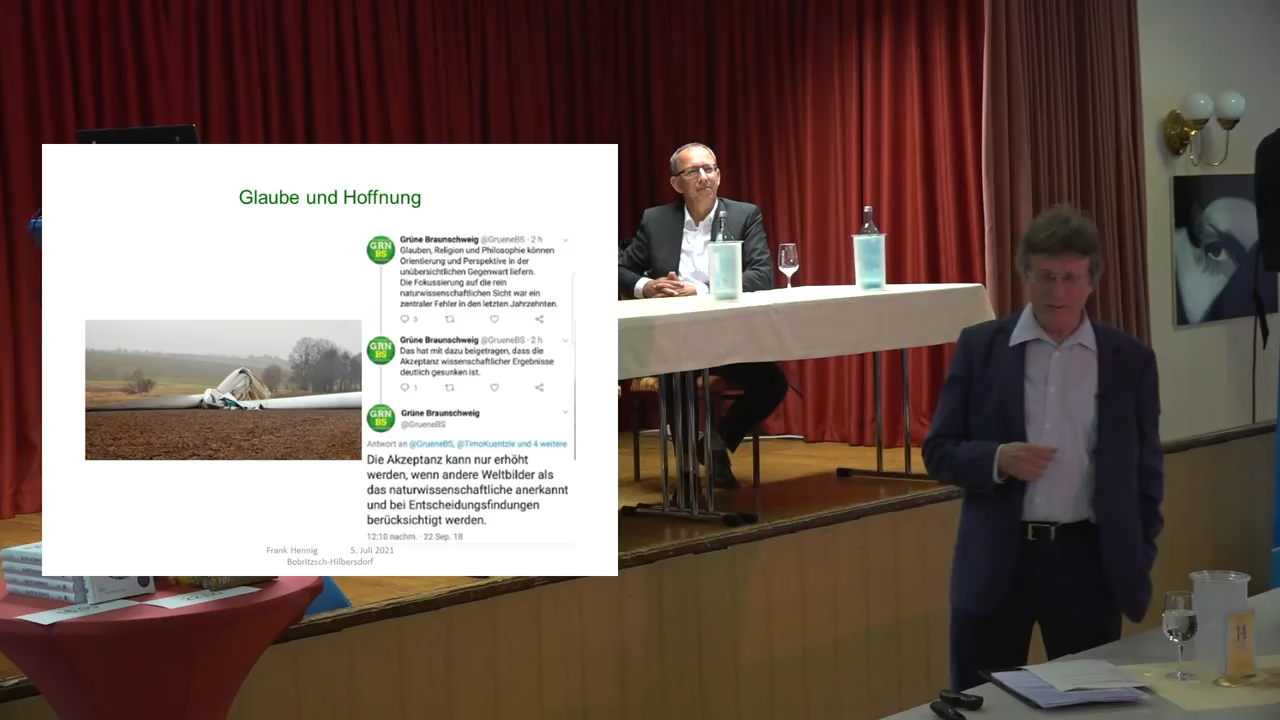 Glaube und Hoffnung
GRN
BS
Grüne Braunschweig @GrueneBS · 2 h
Glauben, Religion und Philosophie können
Orientierung und Perspektive in der
unübersichtlichen Gegenwart liefern.
Die Fokussierung auf die rein
naturwissenschaftlichen Sicht war ein
zentraler Fehler in den letzten Jahrzehnten.
3
GRN
BS
Grüne Braunschweig @GrueneBS · 2 h
Das hat mit dazu beigetragen, dass die
Akzeptanz wissenschaftlicher Ergebnisse
deutlich gesunken ist.
1
GRN
BS
Grüne Braunschweig
@GrueneBS
Antwort an @GrueneBS, @TimoKuentzle und 4 weitere
Die Akzeptanz kann nur erhöht
werden, wenn andere Weltbilder als
das naturwissenschaftliche anerkannt
und bei Entscheidungsfindungen
berücksichtigt werden.
12:10 nachm. · 22 Sep. 18
Frank Hennig 5. Juli 2021
Bobritzsch-Hilbersdorf
14